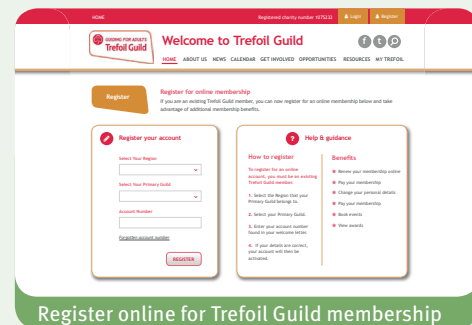 HOME
Registered charity number 1075232
Login
Register
GUIDING FOR ADULTS
Trefoil Guild
Welcome to Trefoil Guild
HOME ABOUT US NEWS CALENDAR GET INVOLVED OPPORTUNITIES RESOURCES MY TREFOIL
Register
Register for online membership
If you are an existing Trefoil Guild member, you can now register for an online membership below and take
advantage of additional membership benefits.
Register your account
Select Your Region
Select Your Primary Guild
Account Number
Forgotten account number
REGISTER
? Help & guidance
How to register
To register for an online
account, you must be an existing
Trefoil Guild member.
1. Select the Region that your
Primary Guild belongs to.
2. Select your Primary Guild.
3. Enter your account number
found in your welcome letter.
4. If your details are correct,
your account will then be
activated.
Benefits
Renew your membership online
Pay your membership
Change your personal details
Pay your membership
Book events
View awards
Register online for Trefoil Guild membership